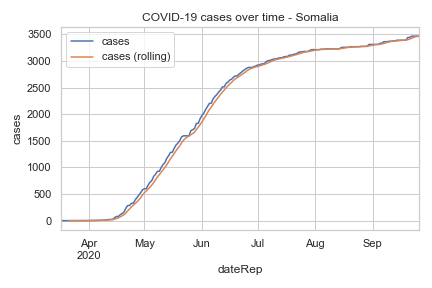 COVID-19 cases over time - Somalia
cases
cases (rolling)
3500
3000
2500
2000
1500
1000
500
0
cases
Apr
2020
May
Jun
Jul
Aug
Sep
dateRep